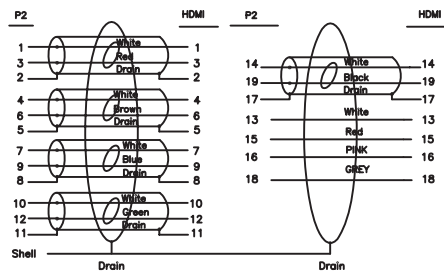 P2 HDMI P2 HDMI
1 White 1
3 Red 3
2 Drain 2
4 White 4
6 Brown 6
5 Drain 5
7 White 7
9 Blue 9
8 Drain 8
10 White 10
12 Green 12
11 Drain 11
Shell
Drain
14 White 14
19 Black 19
17 Drain 17
13 White 13
15 Red 15
16 PINK 16
18 GREY 18
Drain